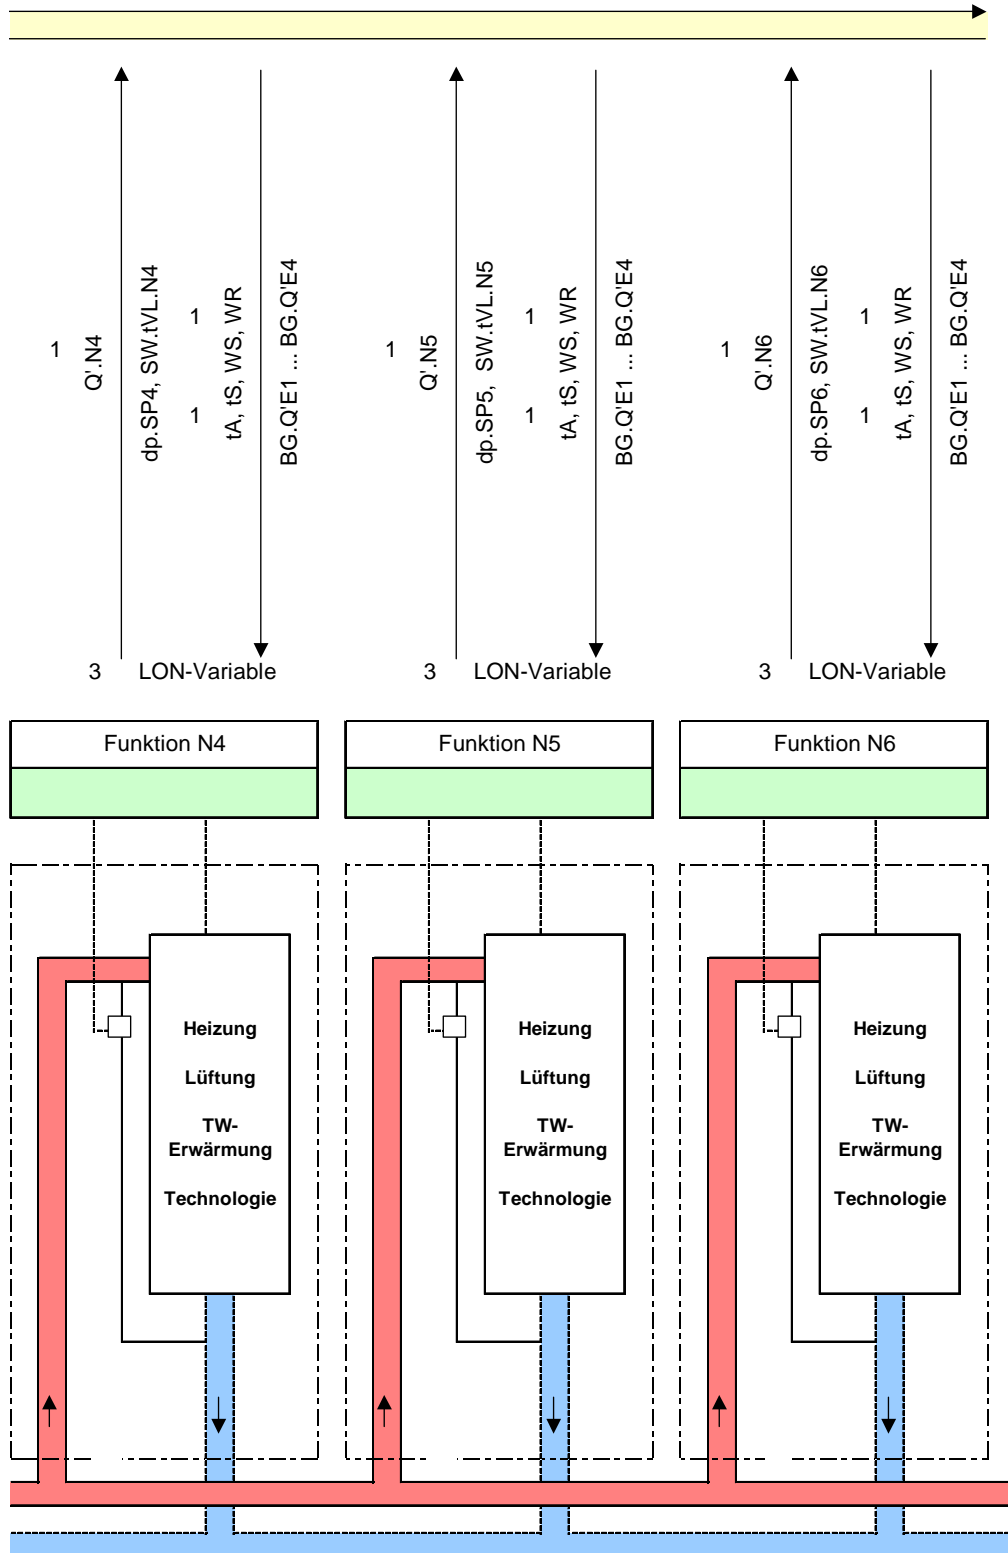 1
Q'.N4
dp.SP4, SW.tVL.N4
1
1
tA, tS, WS, WR
BG.Q'E1 ... BG.Q'E4
1
Q'.N5
dp.SP5, SW.tVL.N5
1
1
tA, tS, WS, WR
BG.Q'E1 ... BG.Q'E4
1
Q'.N6
dp.SP6, SW.tVL.N6
1
1
tA, tS, WS, WR
BG.Q'E1 ... BG.Q'E4
3 LON-Variable
3 LON-Variable
3 LON-Variable
Funktion N4
Funktion N5
Funktion N6
Heizung
Lüftung
TW-
Erwärmung
Technologie
Heizung
Lüftung
TW-
Erwärmung
Technologie
Heizung
Lüftung
TW-
Erwärmung
Technologie